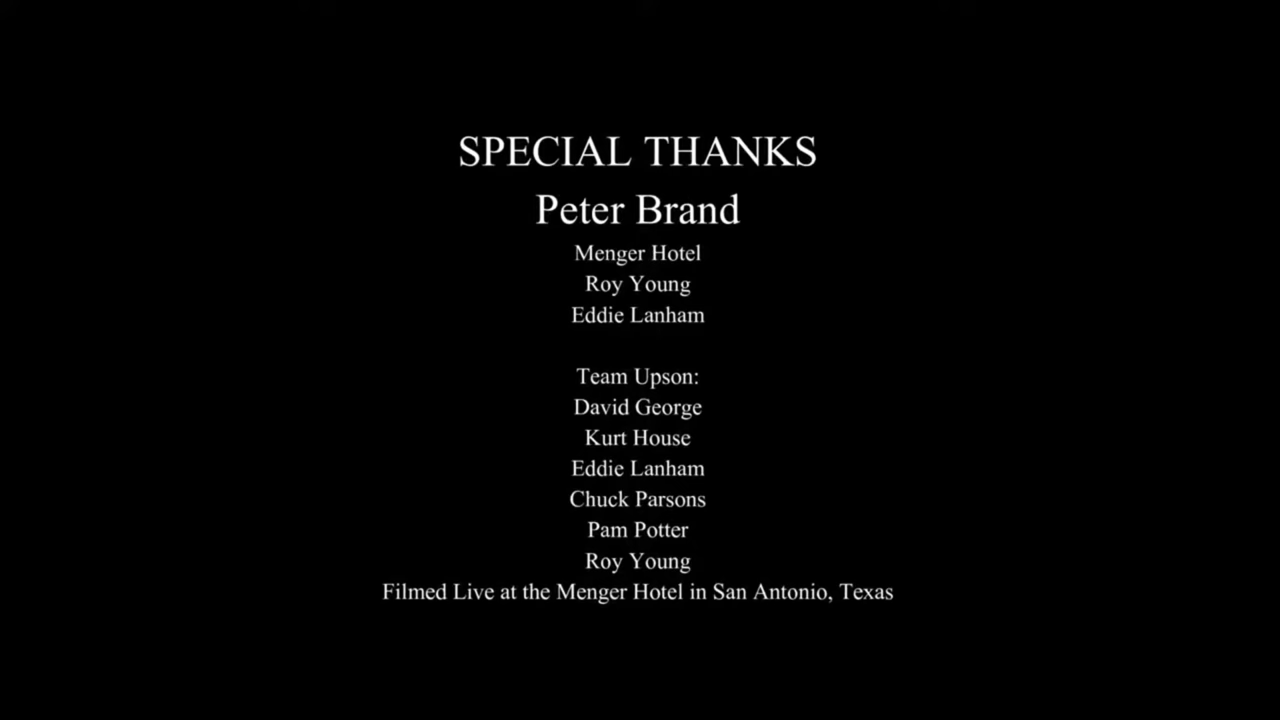 SPECIAL THANKS
Peter Brand
Menger Hotel
Roy Young
Eddie Lanham
Team Upson:
David George
Kurt House
Eddie Lanham
Chuck Parsons
Pam Potter
Roy Young
Filmed Live at the Menger Hotel in San Antonio, Texas